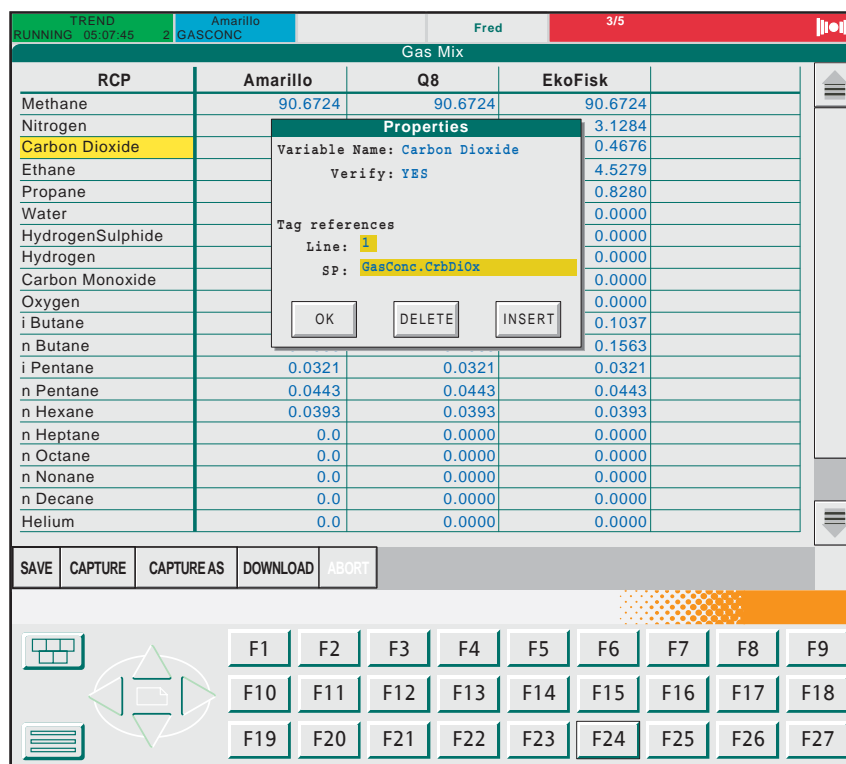 TREND Amarillo Fred 3/5
RUNNING 05:07:45 2 GASCONC
Gas Mix
RCP Amarillo Q8 EkoFisk
Methane 90.6724 90.6724 90.6724
Nitrogen 3.1284
Carbon Dioxide 0.4676
Ethane 4.5279
Propane 0.8280
Water 0.0000
HydrogenSulphide 0.0000
Hydrogen 0.0000
Carbon Monoxide 0.0000
Oxygen 0.0000
i Butane 0.1037
n Butane 0.1563
i Pentane 0.0321 0.0321 0.0321
n Pentane 0.0443 0.0443 0.0443
n Hexane 0.0393 0.0393 0.0393
n Heptane 0.0 0.0000 0.0000
n Octane 0.0 0.0000 0.0000
n Nonane 0.0 0.0000 0.0000
n Decane 0.0 0.0000 0.0000
Helium 0.0 0.0000 0.0000
Properties
Variable Name: Carbon Dioxide
Verify: YES
Tag references
Line: 1
SP: GasConc.CrbDiOx
OK DELETE INSERT
SAVE CAPTURE CAPTURE AS DOWNLOAD ABORT
F1 F2 F3 F4 F5 F6 F7 F8 F9
F10 F11 F12 F13 F14 F15 F16 F17 F18
F19 F20 F21 F22 F23 F24 F25 F26 F27